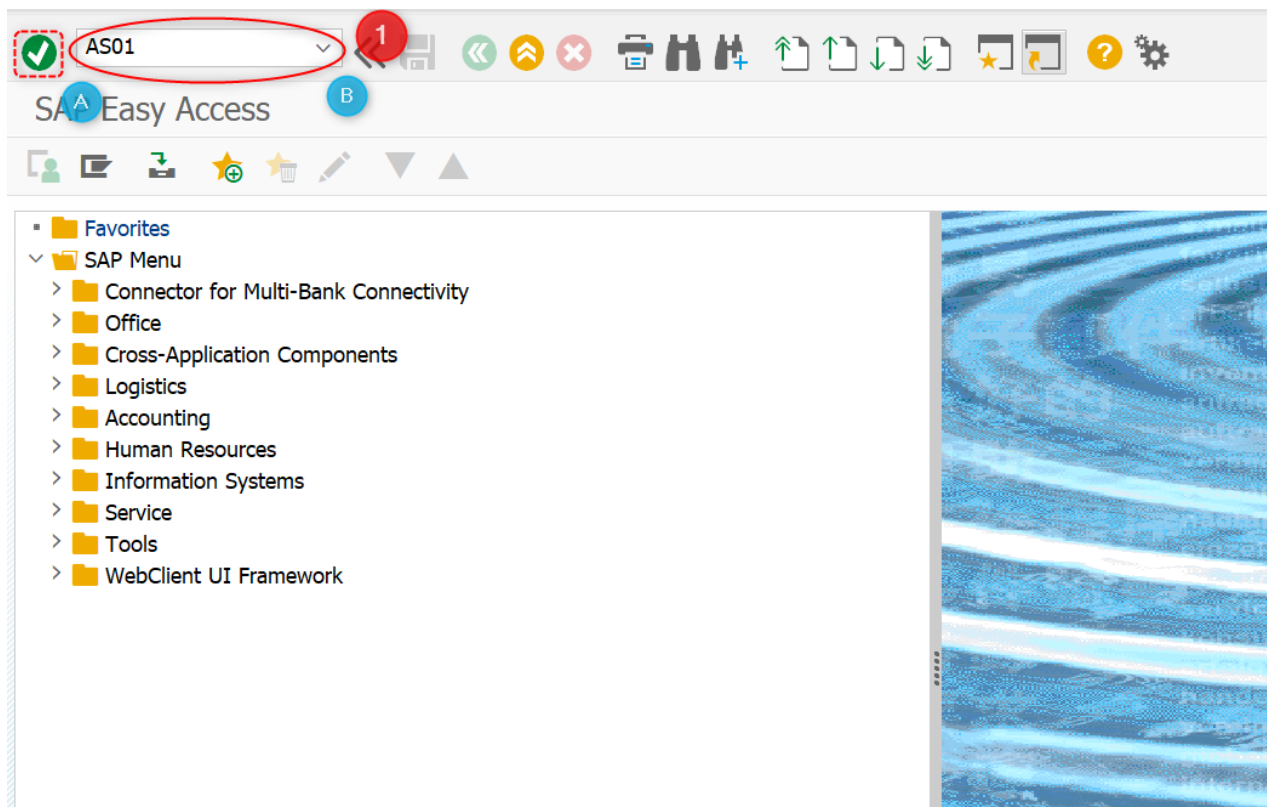 AS01
1
A
B
SAP Easy Access
Favorites
SAP Menu
Connector for Multi-Bank Connectivity
Office
Cross-Application Components
Logistics
Accounting
Human Resources
Information Systems
Service
Tools
WebClient UI Framework